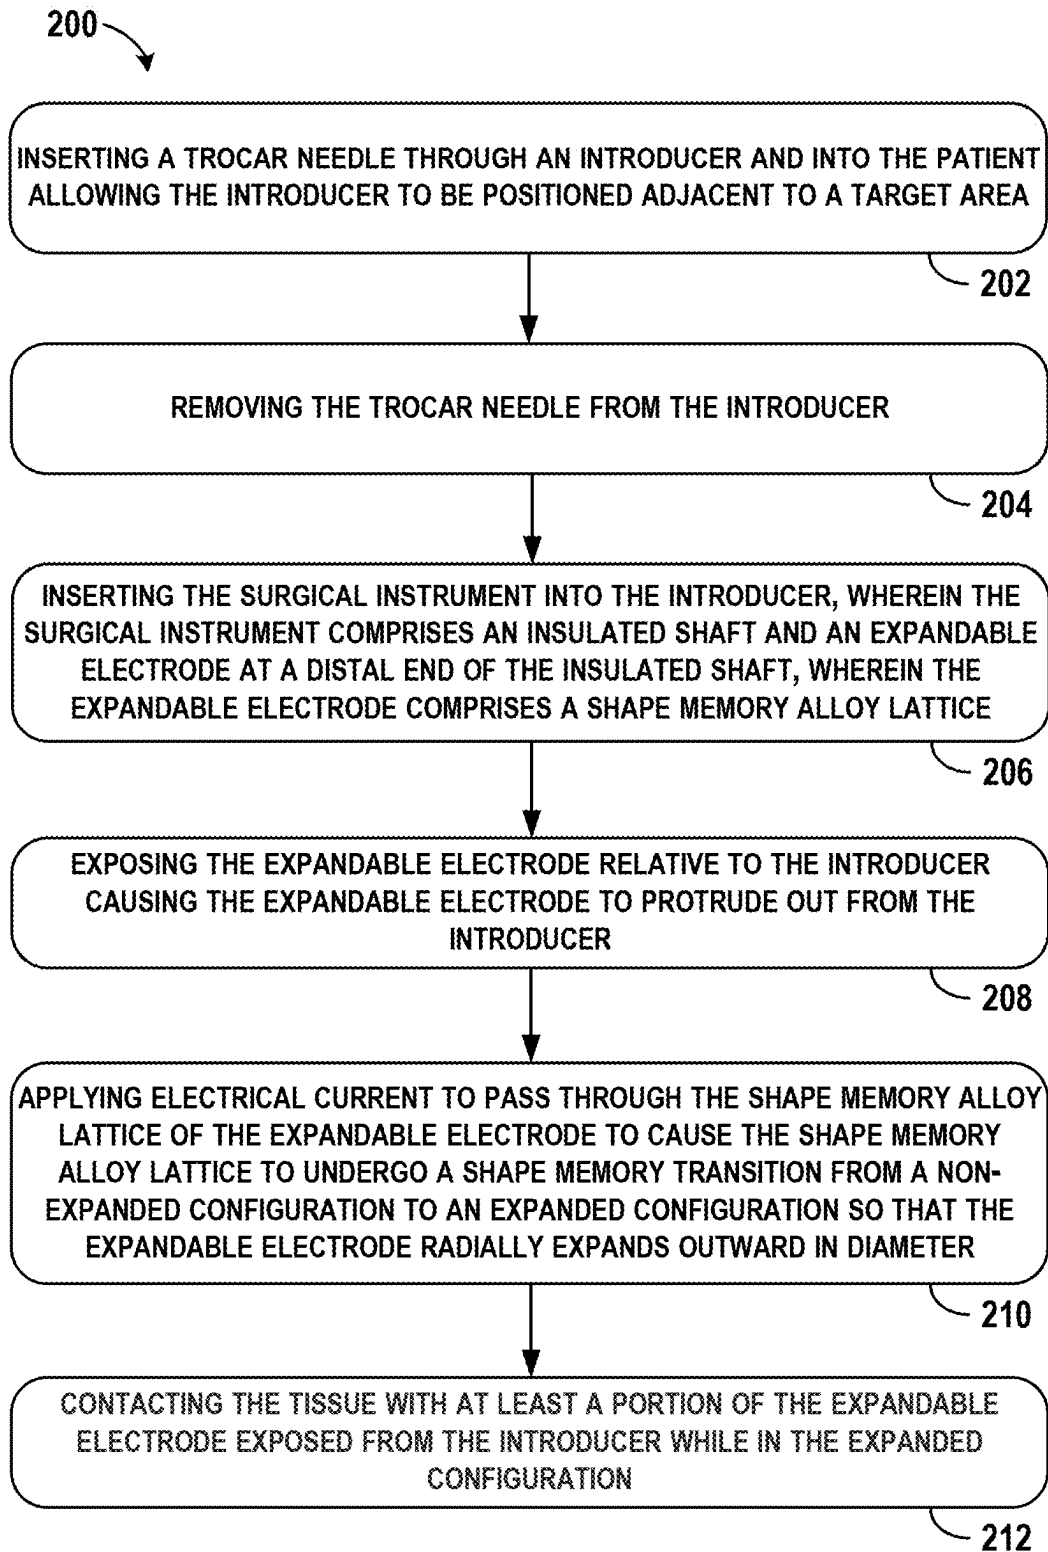 200
INSERTING A TROCAR NEEDLE THROUGH AN INTRODUCER AND INTO THE PATIENT
ALLOWING THE INTRODUCER TO BE POSITIONED ADJACENT TO A TARGET AREA
202
REMOVING THE TROCAR NEEDLE FROM THE INTRODUCER
204
INSERTING THE SURGICAL INSTRUMENT INTO THE INTRODUCER, WHEREIN THE
SURGICAL INSTRUMENT COMPRISES AN INSULATED SHAFT AND AN EXPANDABLE
ELECTRODE AT A DISTAL END OF THE INSULATED SHAFT, WHEREIN THE
EXPANDABLE ELECTRODE COMPRISES A SHAPE MEMORY ALLOY LATTICE
206
EXPOSING THE EXPANDABLE ELECTRODE RELATIVE TO THE INTRODUCER
CAUSING THE EXPANDABLE ELECTRODE TO PROTRUDE OUT FROM THE
INTRODUCER
208
APPLYING ELECTRICAL CURRENT TO PASS THROUGH THE SHAPE MEMORY ALLOY
LATTICE OF THE EXPANDABLE ELECTRODE TO CAUSE THE SHAPE MEMORY
ALLOY LATTICE TO UNDERGO A SHAPE MEMORY TRANSITION FROM A NON-
EXPANDED CONFIGURATION TO AN EXPANDED CONFIGURATION SO THAT THE
EXPANDABLE ELECTRODE RADIALLY EXPANDS OUTWARD IN DIAMETER
210
CONTACTING THE TISSUE WITH AT LEAST A PORTION OF THE EXPANDABLE
ELECTRODE EXPOSED FROM THE INTRODUCER WHILE IN THE EXPANDED
CONFIGURATION
212